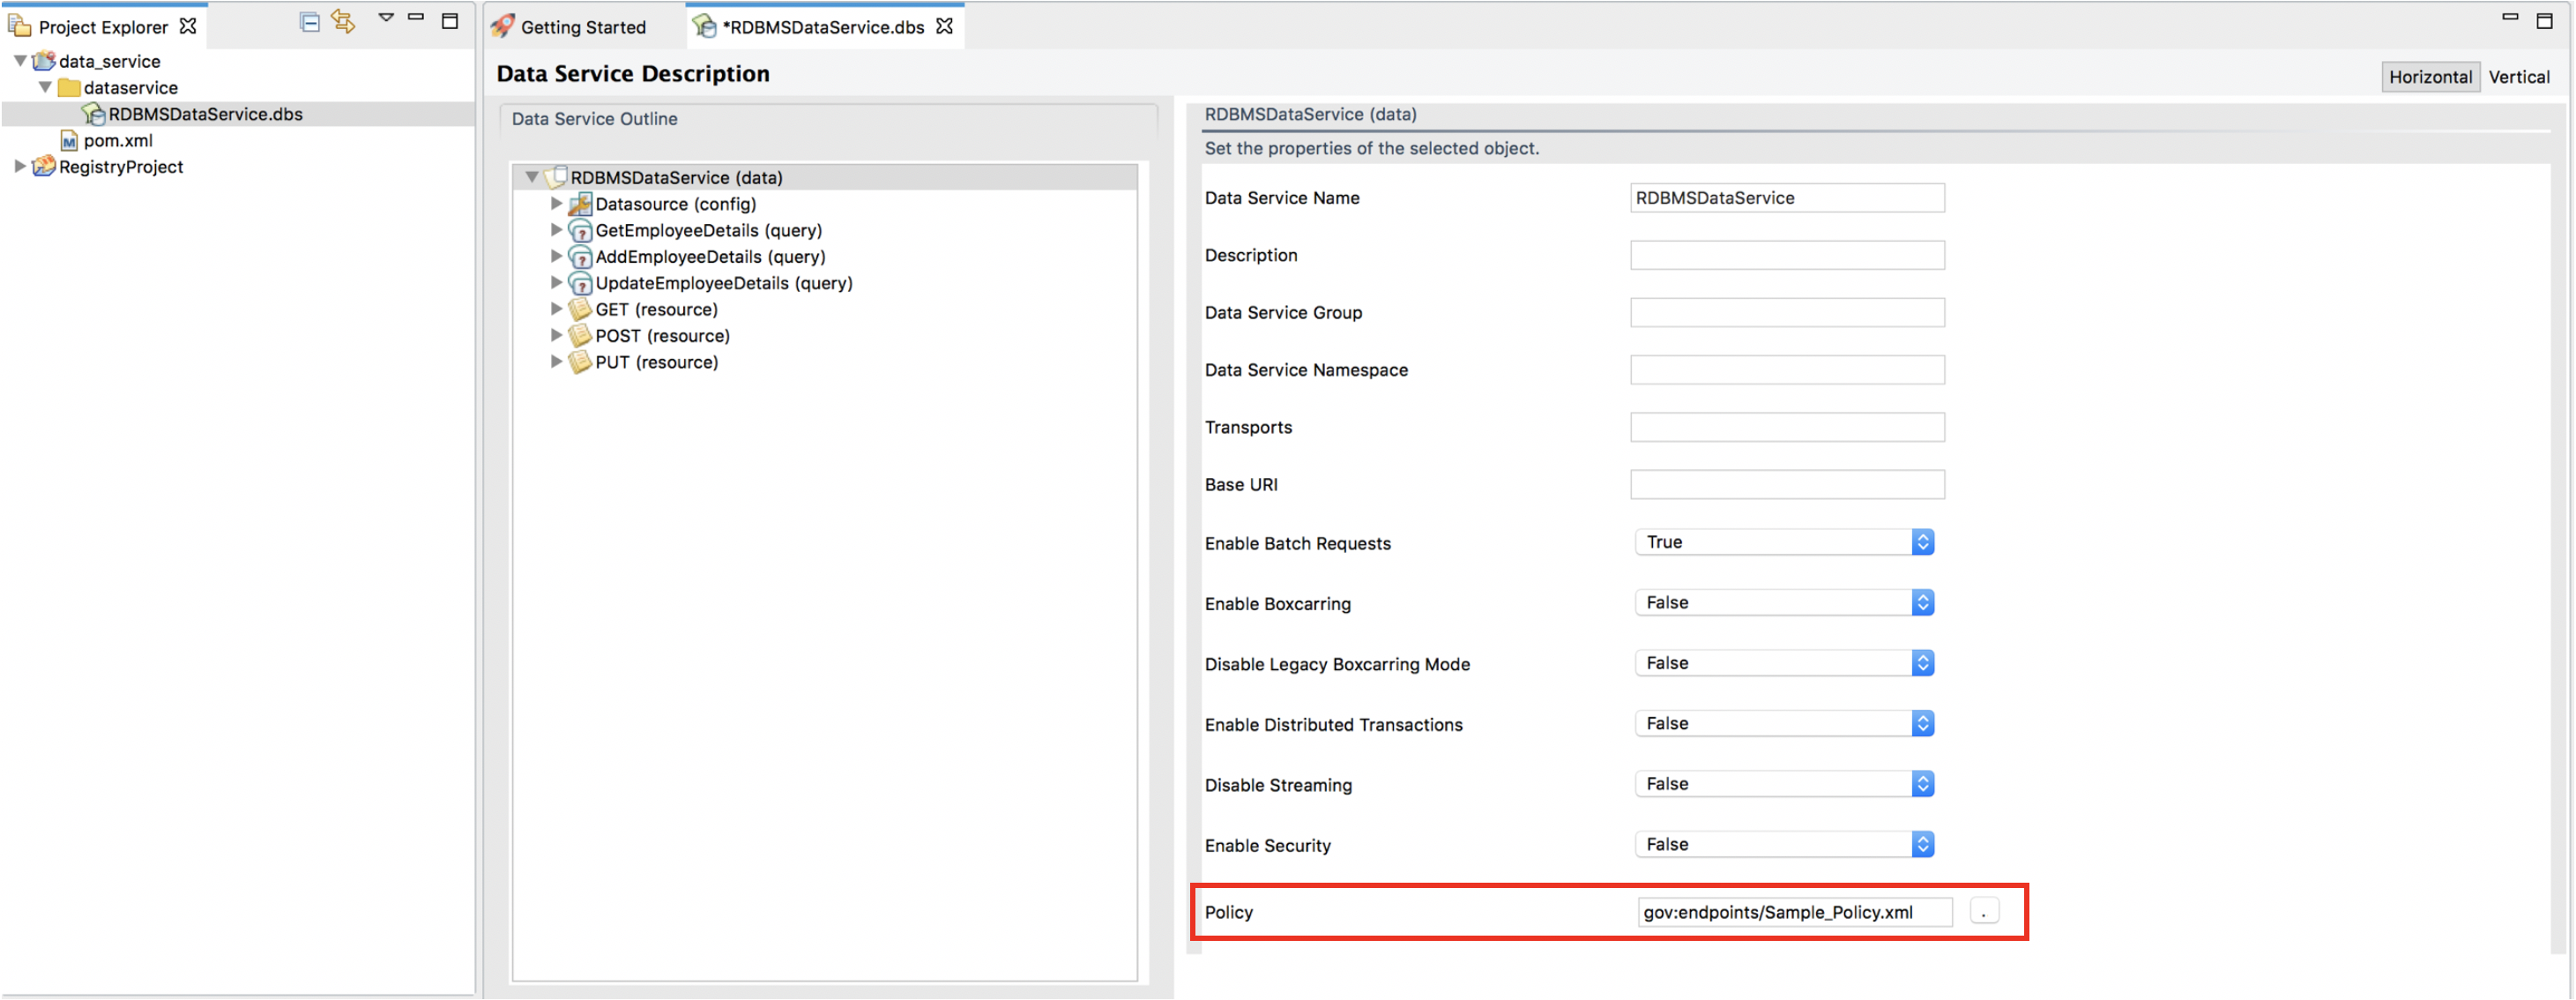 Project Explorer
data_service
dataservice
RDBMSDataService.dbs
pom.xml
RegistryProject
Getting Started
*RDBMSDataService.dbs
Data Service Description
Horizontal Vertical
Data Service Outline
RDBMSDataService (data)
Datasource (config)
GetEmployeeDetails (query)
AddEmployeeDetails (query)
UpdateEmployeeDetails (query)
GET (resource)
POST (resource)
PUT (resource)
RDBMSDataService (data)
Set the properties of the selected object.
Data Service Name RDBMSDataService
Description
Data Service Group
Data Service Namespace
Transports
Base URI
Enable Batch Requests True
Enable Boxcarring False
Disable Legacy Boxcarring Mode False
Enable Distributed Transactions False
Disable Streaming False
Enable Security False
Policy gov:endpoints/Sample_Policy.xml .